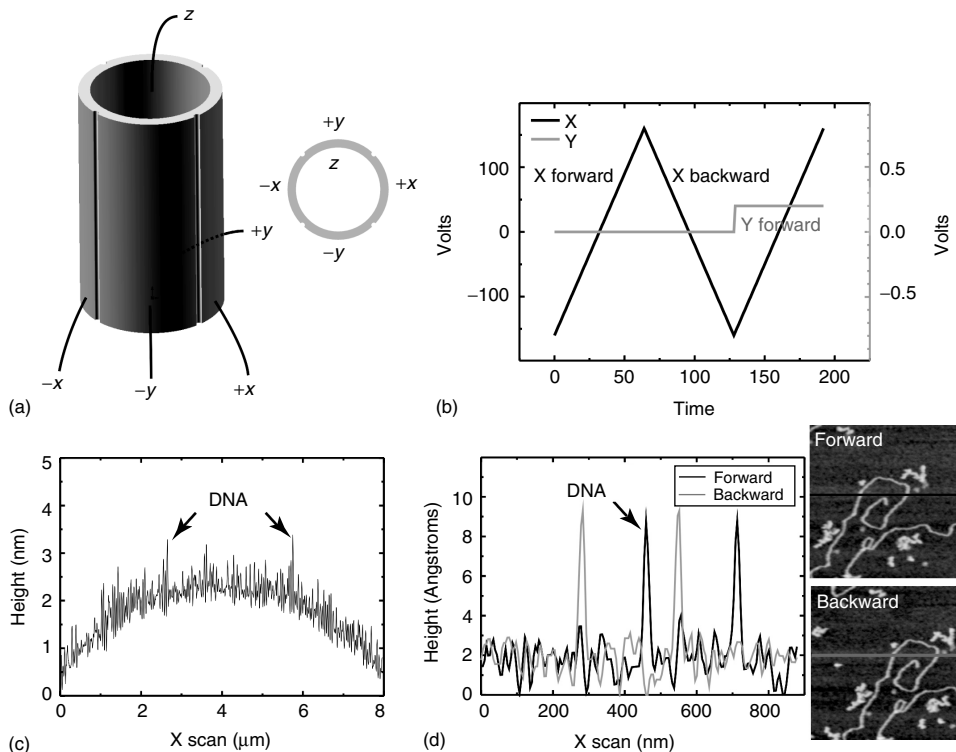 z
+y
z
−x
+x
−y
+y
−x
−y
+x
(a)
X
Y
100
0
−100
Volts
X forward
X backward
Y forward
0.5
0.0
−0.5
Volts
0
50
100
150
200
Time
(b)
5
4
3
2
1
0
Height (nm)
DNA
0
2
4
6
8
X scan (μm)
(c)
10
8
6
4
2
0
Height (Angstroms)
DNA
Forward
Backward
0
200
400
600
800
X scan (nm)
(d)
Forward
Backward